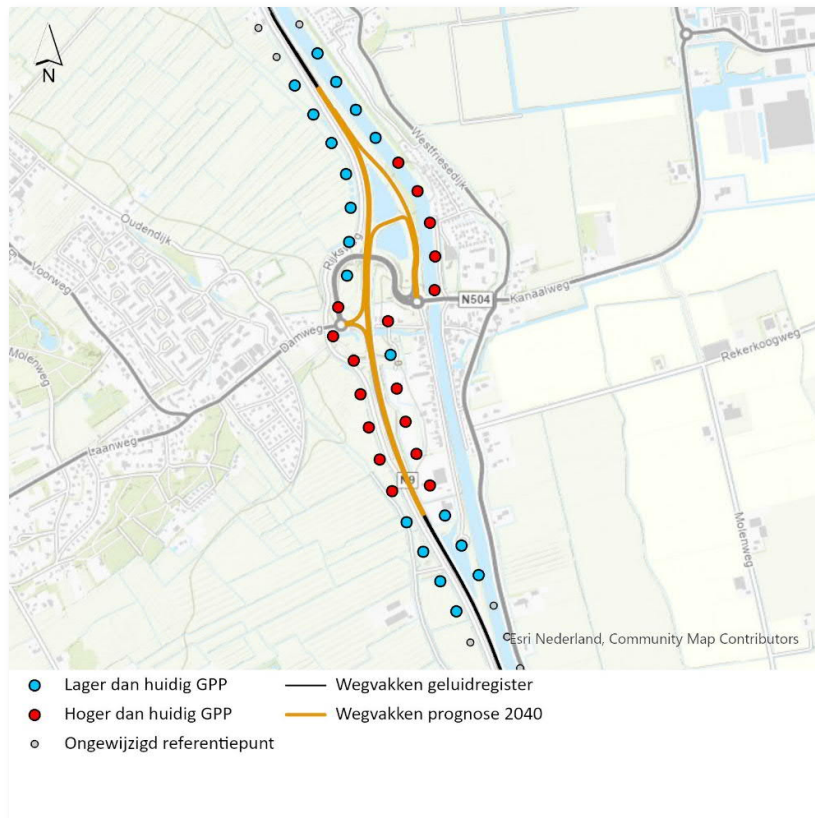 N
Westfriesedijk
Oudendijk
Voorweg
Rijksweg
N504
Kanaalweg
Damweg
Molenweg
Rekerkoogweg
Laanweg
N9
Molenweg
Esri Nederland, Community Map Contributors
Lager dan huidig GPP
Wegvakken geluidregister
Hoger dan huidig GPP
Wegvakken prognose 2040
Ongewijzigd referentiepunt